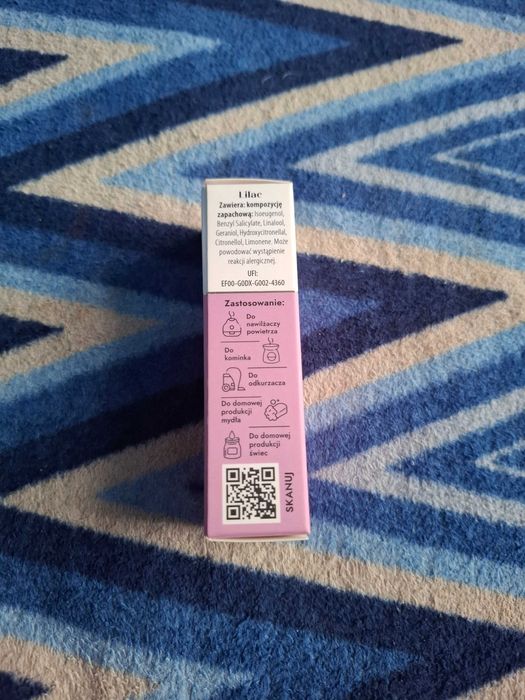 Lilac
Zawiera: kompozycję
zapachową: Isoeugenol,
Benzyl Salicylate, Linalool,
Geraniol, Hydroxycitronellal,
Citronellol, Limonene. Może
powodować wystąpienie
reakcji alergicznej.
UFI:
EF00-G0DX-G002-4360
Zastosowanie:
Do
nawilżaczy
powietrza
Do
kominka
Do
odkurzacza
Do domowej
produkcji
mydła
Do domowej
produkcji
świec
SKANUJ